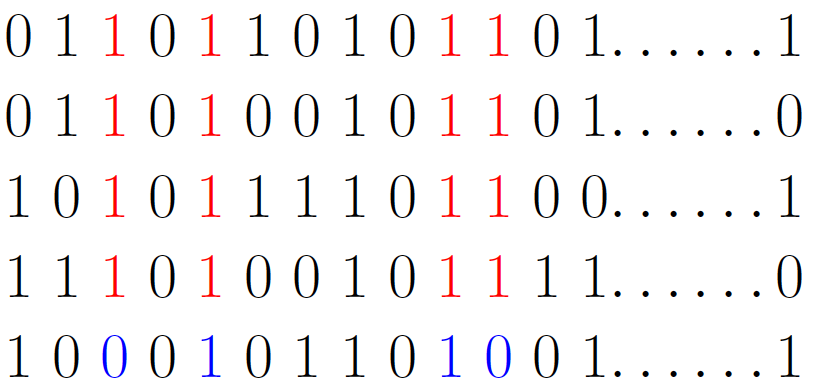 0 1 1 0 1 1 0 1 0 1 1 0 1......1
0 1 1 0 1 0 0 1 0 1 1 0 1......0
1 0 1 0 1 1 1 1 0 1 1 0 0......1
1 1 1 0 1 0 0 1 0 1 1 1 1......0
1 0 0 0 1 0 1 1 0 1 0 0 1......1